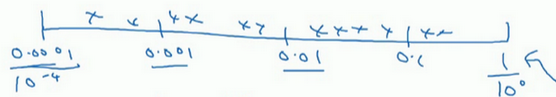 x x x x x x x x x x x x
0.0001 0.001 0.01 0.1 1
10⁻⁴ 10⁰